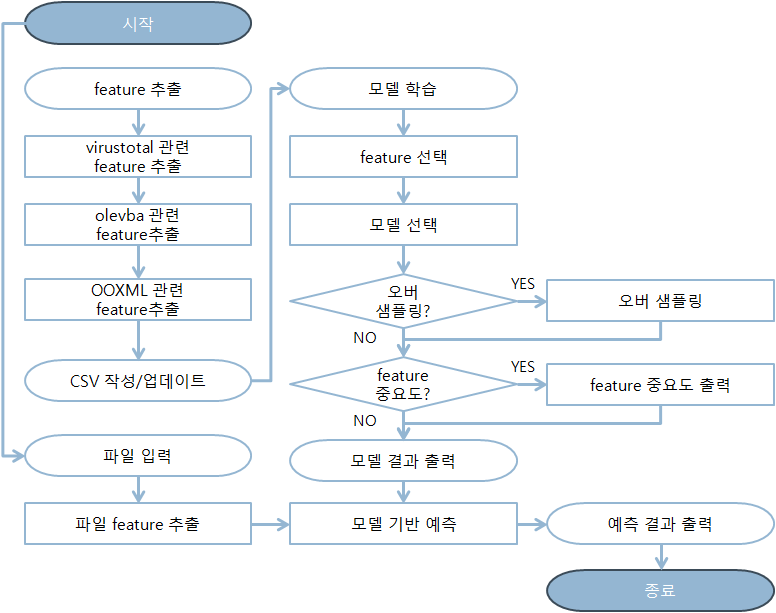 시작
feature 추출
virustotal 관련
feature 추출
olevba 관련
feature추출
OOXML 관련
feature추출
CSV 작성/업데이트
모델 학습
feature 선택
모델 선택
오버
샘플링?
YES
오버 샘플링
NO
feature
중요도?
YES
feature 중요도 출력
NO
모델 결과 출력
파일 입력
파일 feature 추출
모델 기반 예측
예측 결과 출력
종료